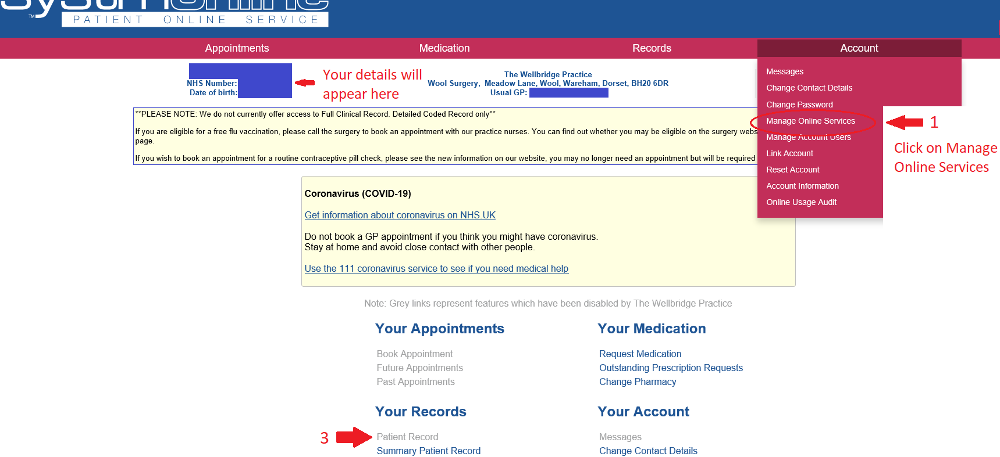 SystmOnline
™
PATIENT ONLINE SERVICE
Appointments Medication Records Account
NHS Number:
Date of birth:
Your details will
appear here
The Wellbridge Practice
Wool Surgery, Meadow Lane, Wool, Wareham, Dorset, BH20 6DR
Usual GP:
Messages
Change Contact Details
Change Password
Manage Online Services
Manage Account Users
Link Account
Reset Account
Account Information
Online Usage Audit
1
Click on Manage
Online Services
**PLEASE NOTE: We do not currently offer access to Full Clinical Record. Detailed Coded Record only**
If you are eligible for a free flu vaccination, please call the surgery to book an appointment with our practice nurses. You can find out whether you may be eligible on the surgery webs
page.
If you wish to book an appointment for a routine contraceptive pill check, please see the new information on our website, you may no longer need an appointment but will be required
Coronavirus (COVID-19)
Get information about coronavirus on NHS.UK
Do not book a GP appointment if you think you might have coronavirus.
Stay at home and avoid close contact with other people.
Use the 111 coronavirus service to see if you need medical help
Note: Grey links represent features which have been disabled by The Wellbridge Practice
Your Appointments
Book Appointment
Future Appointments
Past Appointments
Your Medication
Request Medication
Outstanding Prescription Requests
Change Pharmacy
Your Records
3
Patient Record
Summary Patient Record
Your Account
Messages
Change Contact Details